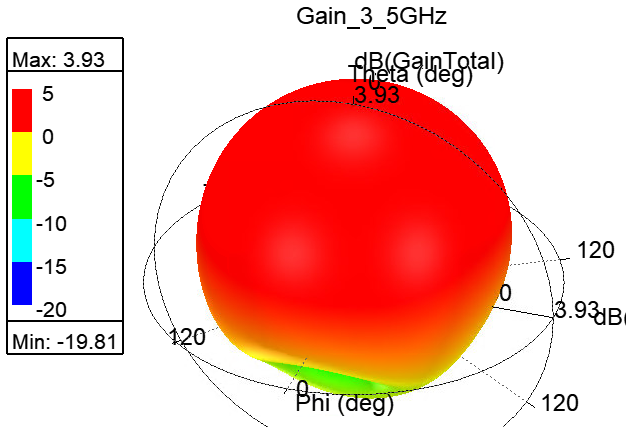 Gain_3_5GHz
Max: 3.93
5
0
-5
-10
-15
-20
Min: -19.81
dB(GainTotal)
Theta (deg)
0
3.93
120
0
3.93
dB(
120
0
Phi (deg)
120